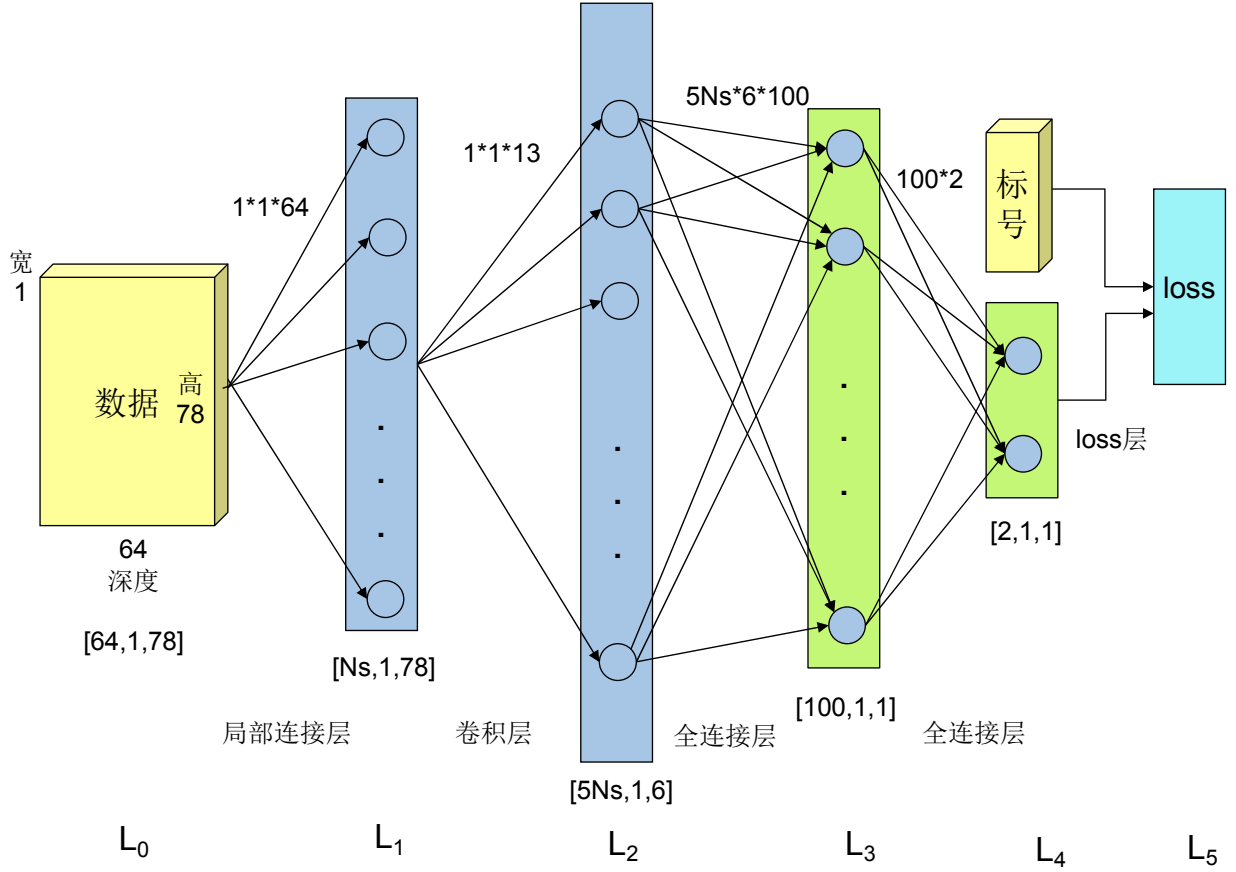 5Ns*6*100
1*1*13
100*2
1*1*64
标
号
宽
1
loss
数据
高
78
loss层
64
深度
[2,1,1]
[64,1,78]
[Ns,1,78]
[100,1,1]
局部连接层
卷积层
全连接层
全连接层
[5Ns,1,6]
L0
L1
L2
L3
L4
L5